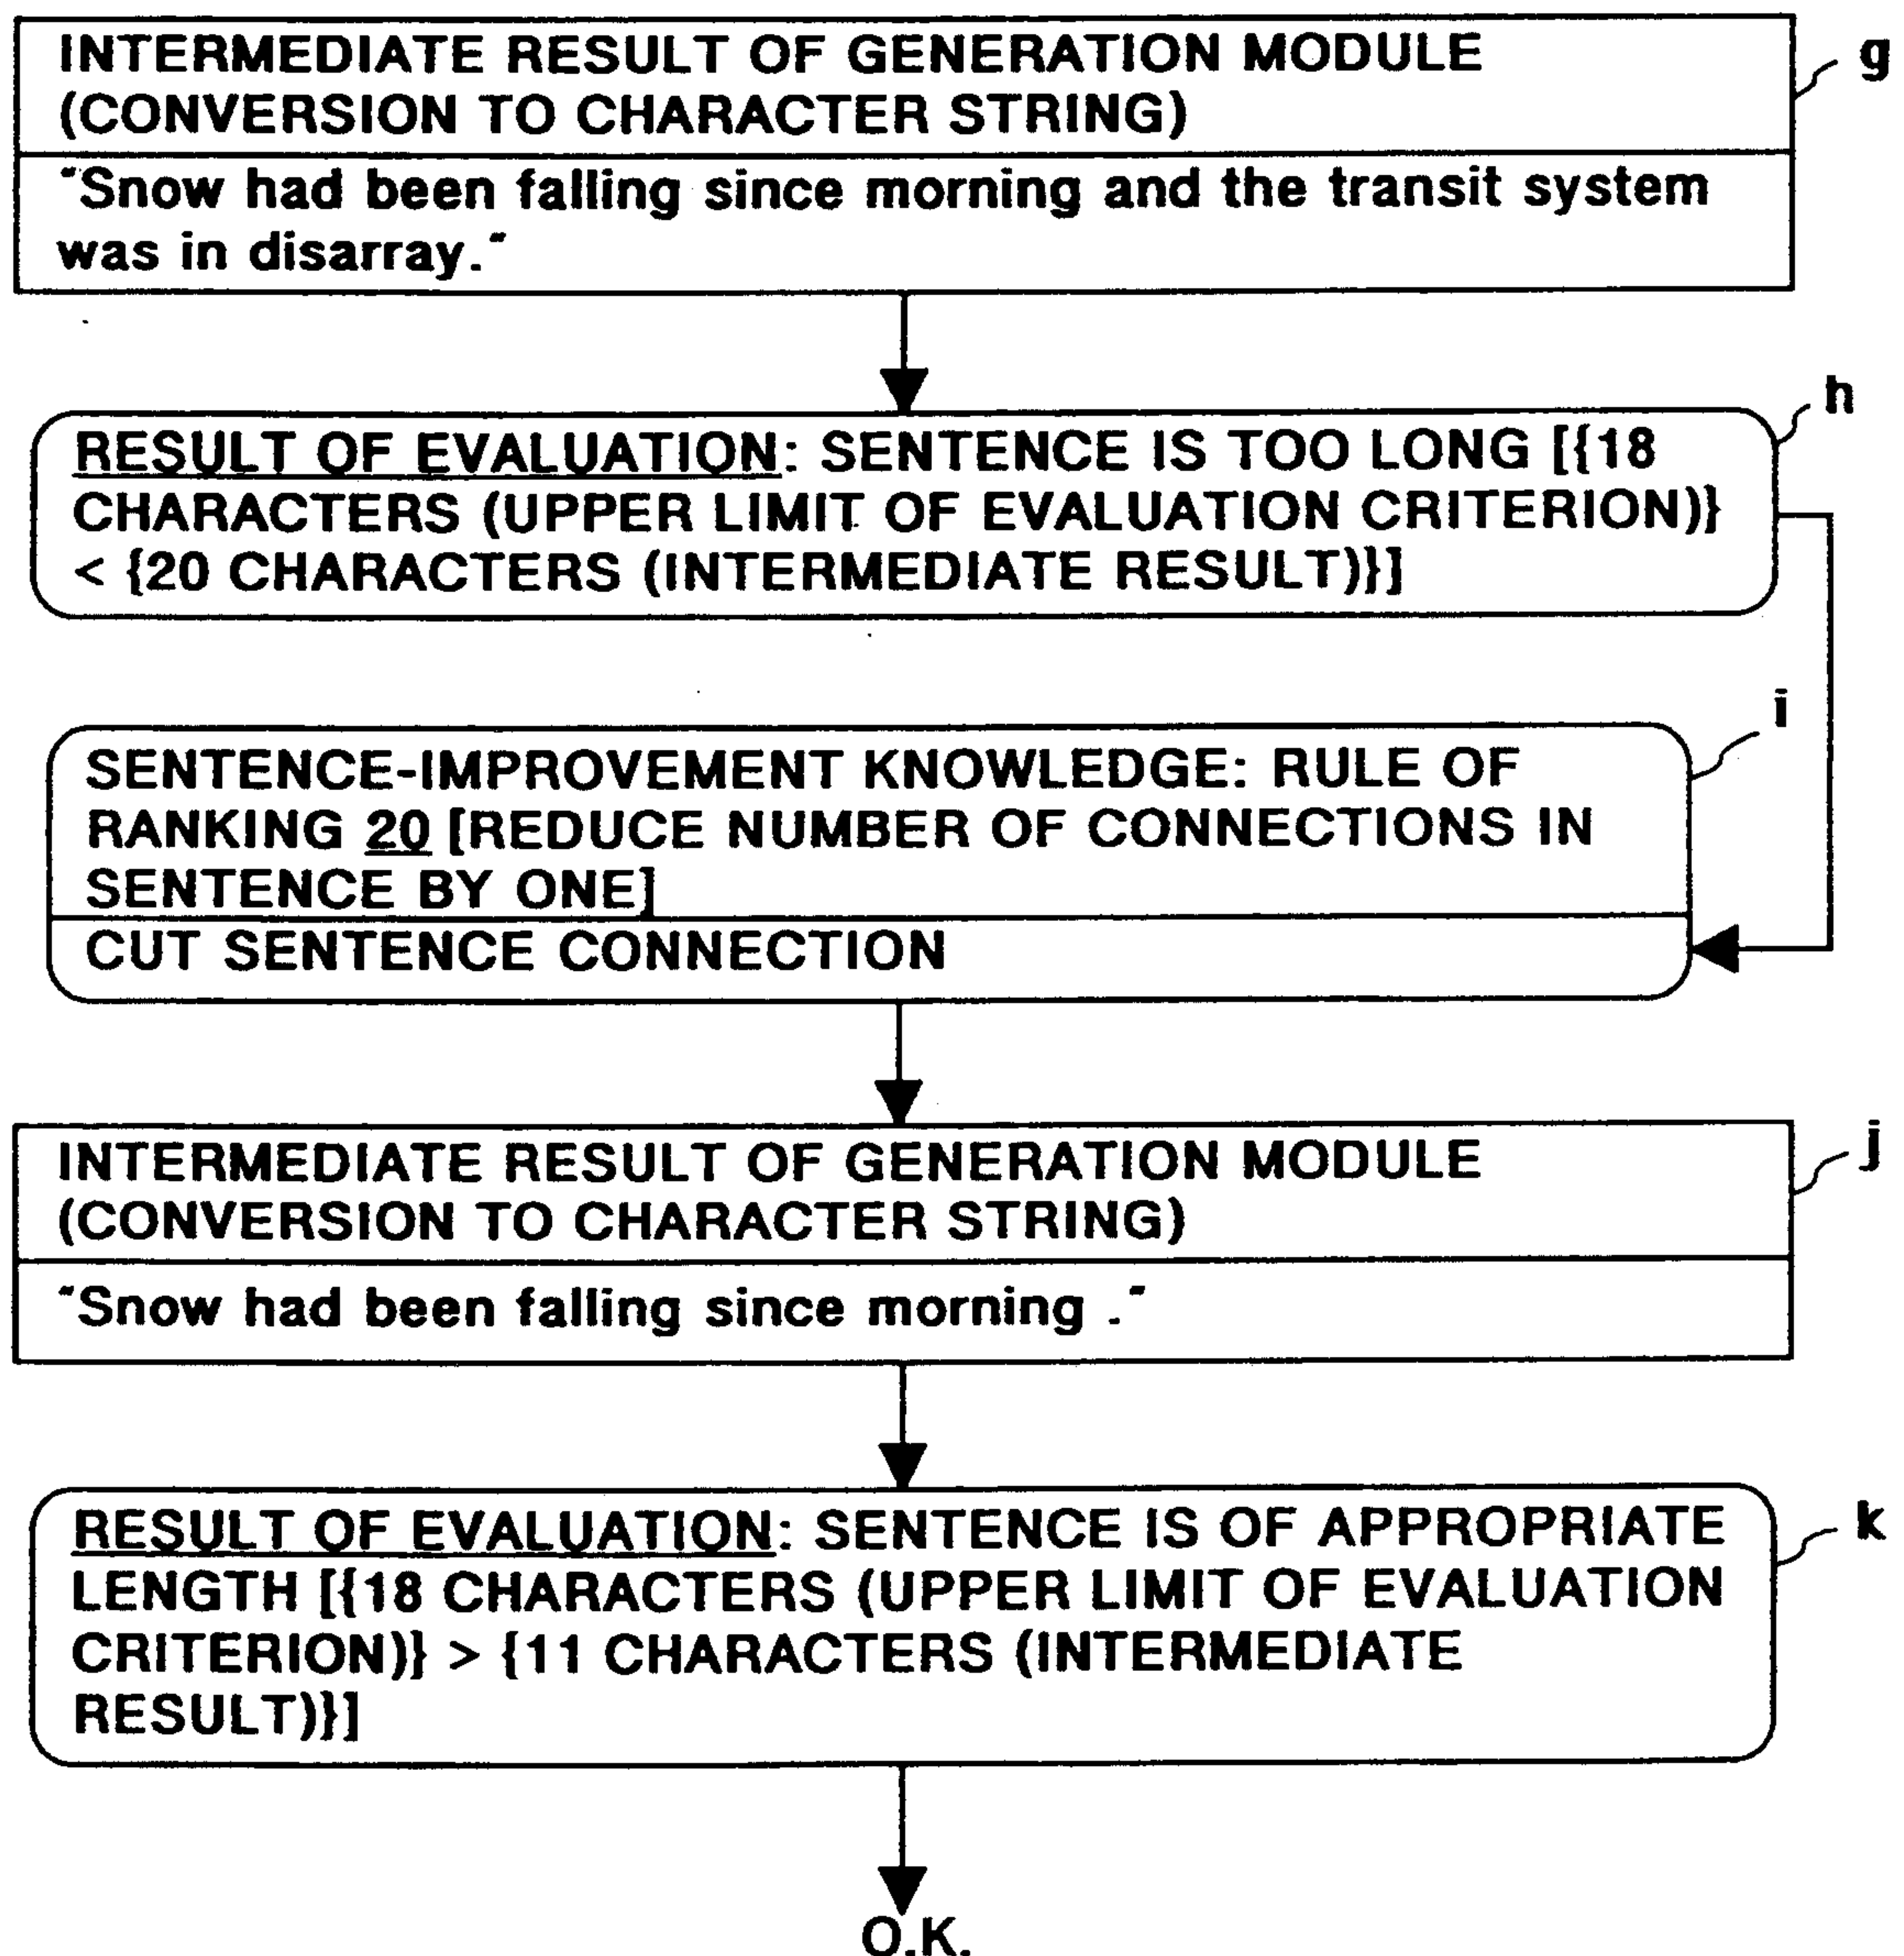 INTERMEDIATE RESULT OF GENERATION MODULE
(CONVERSION TO CHARACTER STRING)
g
"Snow had been falling since morning and the transit system
was in disarray."
h
RESULT OF EVALUATION: SENTENCE IS TOO LONG [{18
CHARACTERS (UPPER LIMIT OF EVALUATION CRITERION)}
< {20 CHARACTERS (INTERMEDIATE RESULT)}]
i
SENTENCE-IMPROVEMENT KNOWLEDGE: RULE OF
RANKING 20 [REDUCE NUMBER OF CONNECTIONS IN
SENTENCE BY ONE]
CUT SENTENCE CONNECTION
j
INTERMEDIATE RESULT OF GENERATION MODULE
(CONVERSION TO CHARACTER STRING)
"Snow had been falling since morning ."
k
RESULT OF EVALUATION: SENTENCE IS OF APPROPRIATE
LENGTH [{18 CHARACTERS (UPPER LIMIT OF EVALUATION
CRITERION)} > {11 CHARACTERS (INTERMEDIATE
RESULT)}]
O.K.